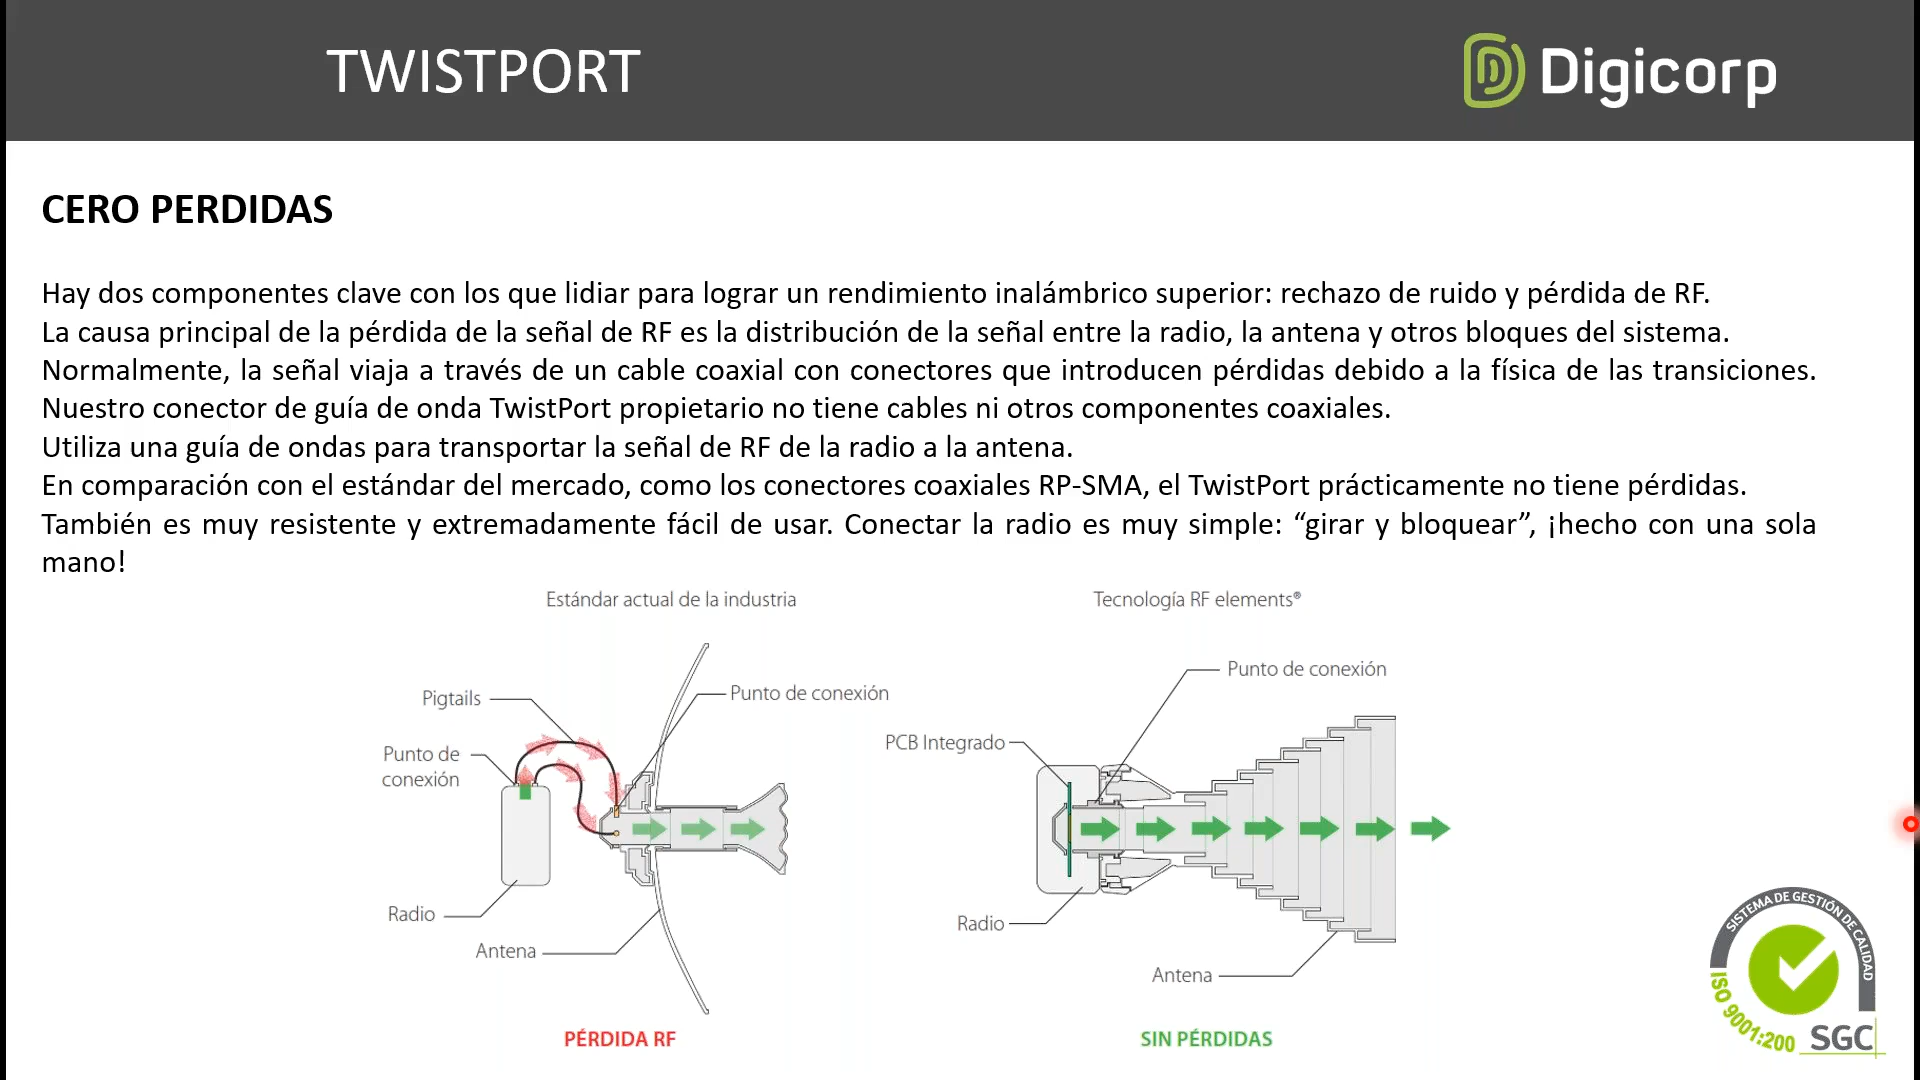 TWISTPORT
Digicorp
CERO PERDIDAS
Hay dos componentes clave con los que lidiar para lograr un rendimiento inalámbrico superior: rechazo de ruido y pérdida de RF.
La causa principal de la pérdida de la señal de RF es la distribución de la señal entre la radio, la antena y otros bloques del sistema.
Normalmente, la señal viaja a través de un cable coaxial con conectores que introducen pérdidas debido a la física de las transiciones.
Nuestro conector de guía de onda TwistPort propietario no tiene cables ni otros componentes coaxiales.
Utiliza una guía de ondas para transportar la señal de RF de la radio a la antena.
En comparación con el estándar del mercado, como los conectores coaxiales RP-SMA, el TwistPort prácticamente no tiene pérdidas.
También es muy resistente y extremadamente fácil de usar. Conectar la radio es muy simple: “girar y bloquear”, ¡hecho con una sola
mano!
Estándar actual de la industria
Pigtails
Punto de conexión
Punto de
conexión
Radio
Antena
PÉRDIDA RF
Tecnología RF elements®
Punto de conexión
PCB Integrado
Radio
Antena
SIN PÉRDIDAS
SISTEMA DE GESTIÓN DE CALIDAD
ISO 9001:200
SGC